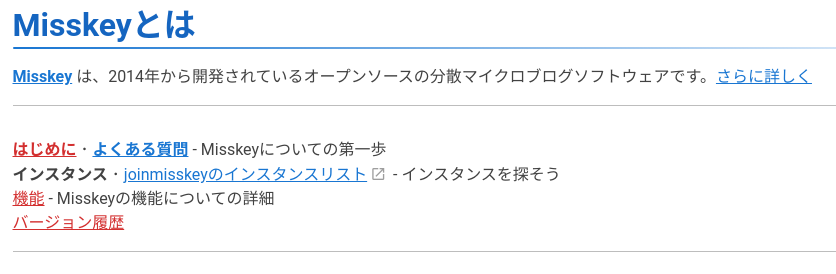 Misskeyとは
Misskey は、2014年から開発されているオープンソースの分散マイクロブログソフトウェアです。さらに詳しく
はじめに・よくある質問 - Misskeyについての第一歩
インスタンス・joinmisskeyのインスタンスリスト - インスタンスを探そう
機能 - Misskeyの機能についての詳細
バージョン履歴